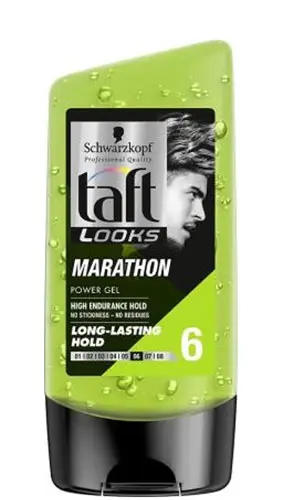 Schwarzkopf
Professional Quality
taft
LOOKS
MARATHON
POWER GEL
HIGH ENDURANCE HOLD
NO STICKINESS – NO RESIDUES
LONG-LASTING
HOLD 6
01 | 02 | 03 | 04 | 05 | 06 | 07 | 08